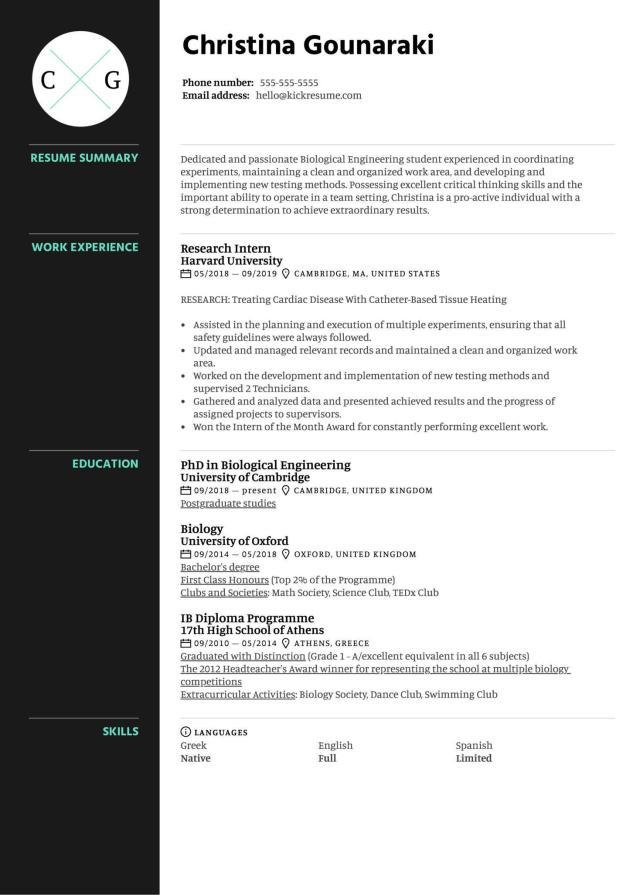 C G
Christina Gounaraki
Phone number: 555-555-5555
Email address: hello@kickresume.com
RESUME SUMMARY
Dedicated and passionate Biological Engineering student experienced in coordinating
experiments, maintaining a clean and organized work area, and developing and
implementing new testing methods. Possessing excellent critical thinking skills and the
important ability to operate in a team setting, Christina is a pro-active individual with a
strong determination to achieve extraordinary results.
WORK EXPERIENCE
Research Intern
Harvard University
05/2018 – 09/2019 CAMBRIDGE, MA, UNITED STATES
RESEARCH: Treating Cardiac Disease With Catheter-Based Tissue Heating
• Assisted in the planning and execution of multiple experiments, ensuring that all
safety guidelines were always followed.
• Updated and managed relevant records and maintained a clean and organized work
area.
• Worked on the development and implementation of new testing methods and
supervised 2 Technicians.
• Gathered and analyzed data and presented achieved results and the progress of
assigned projects to supervisors.
• Won the Intern of the Month Award for constantly performing excellent work.
EDUCATION
PhD in Biological Engineering
University of Cambridge
09/2018 – present CAMBRIDGE, UNITED KINGDOM
Postgraduate studies
Biology
University of Oxford
09/2014 – 05/2018 OXFORD, UNITED KINGDOM
Bachelor's degree
First Class Honours (Top 2% of the Programme)
Clubs and Societies: Math Society, Science Club, TEDx Club
IB Diploma Programme
17th High School of Athens
09/2010 – 05/2014 ATHENS, GREECE
Graduated with Distinction (Grade 1 - A/excellent equivalent in all 6 subjects)
The 2012 Headteacher's Award winner for representing the school at multiple biology
competitions
Extracurricular Activities: Biology Society, Dance Club, Swimming Club
SKILLS
LANGUAGES
Greek English Spanish
Native Full Limited